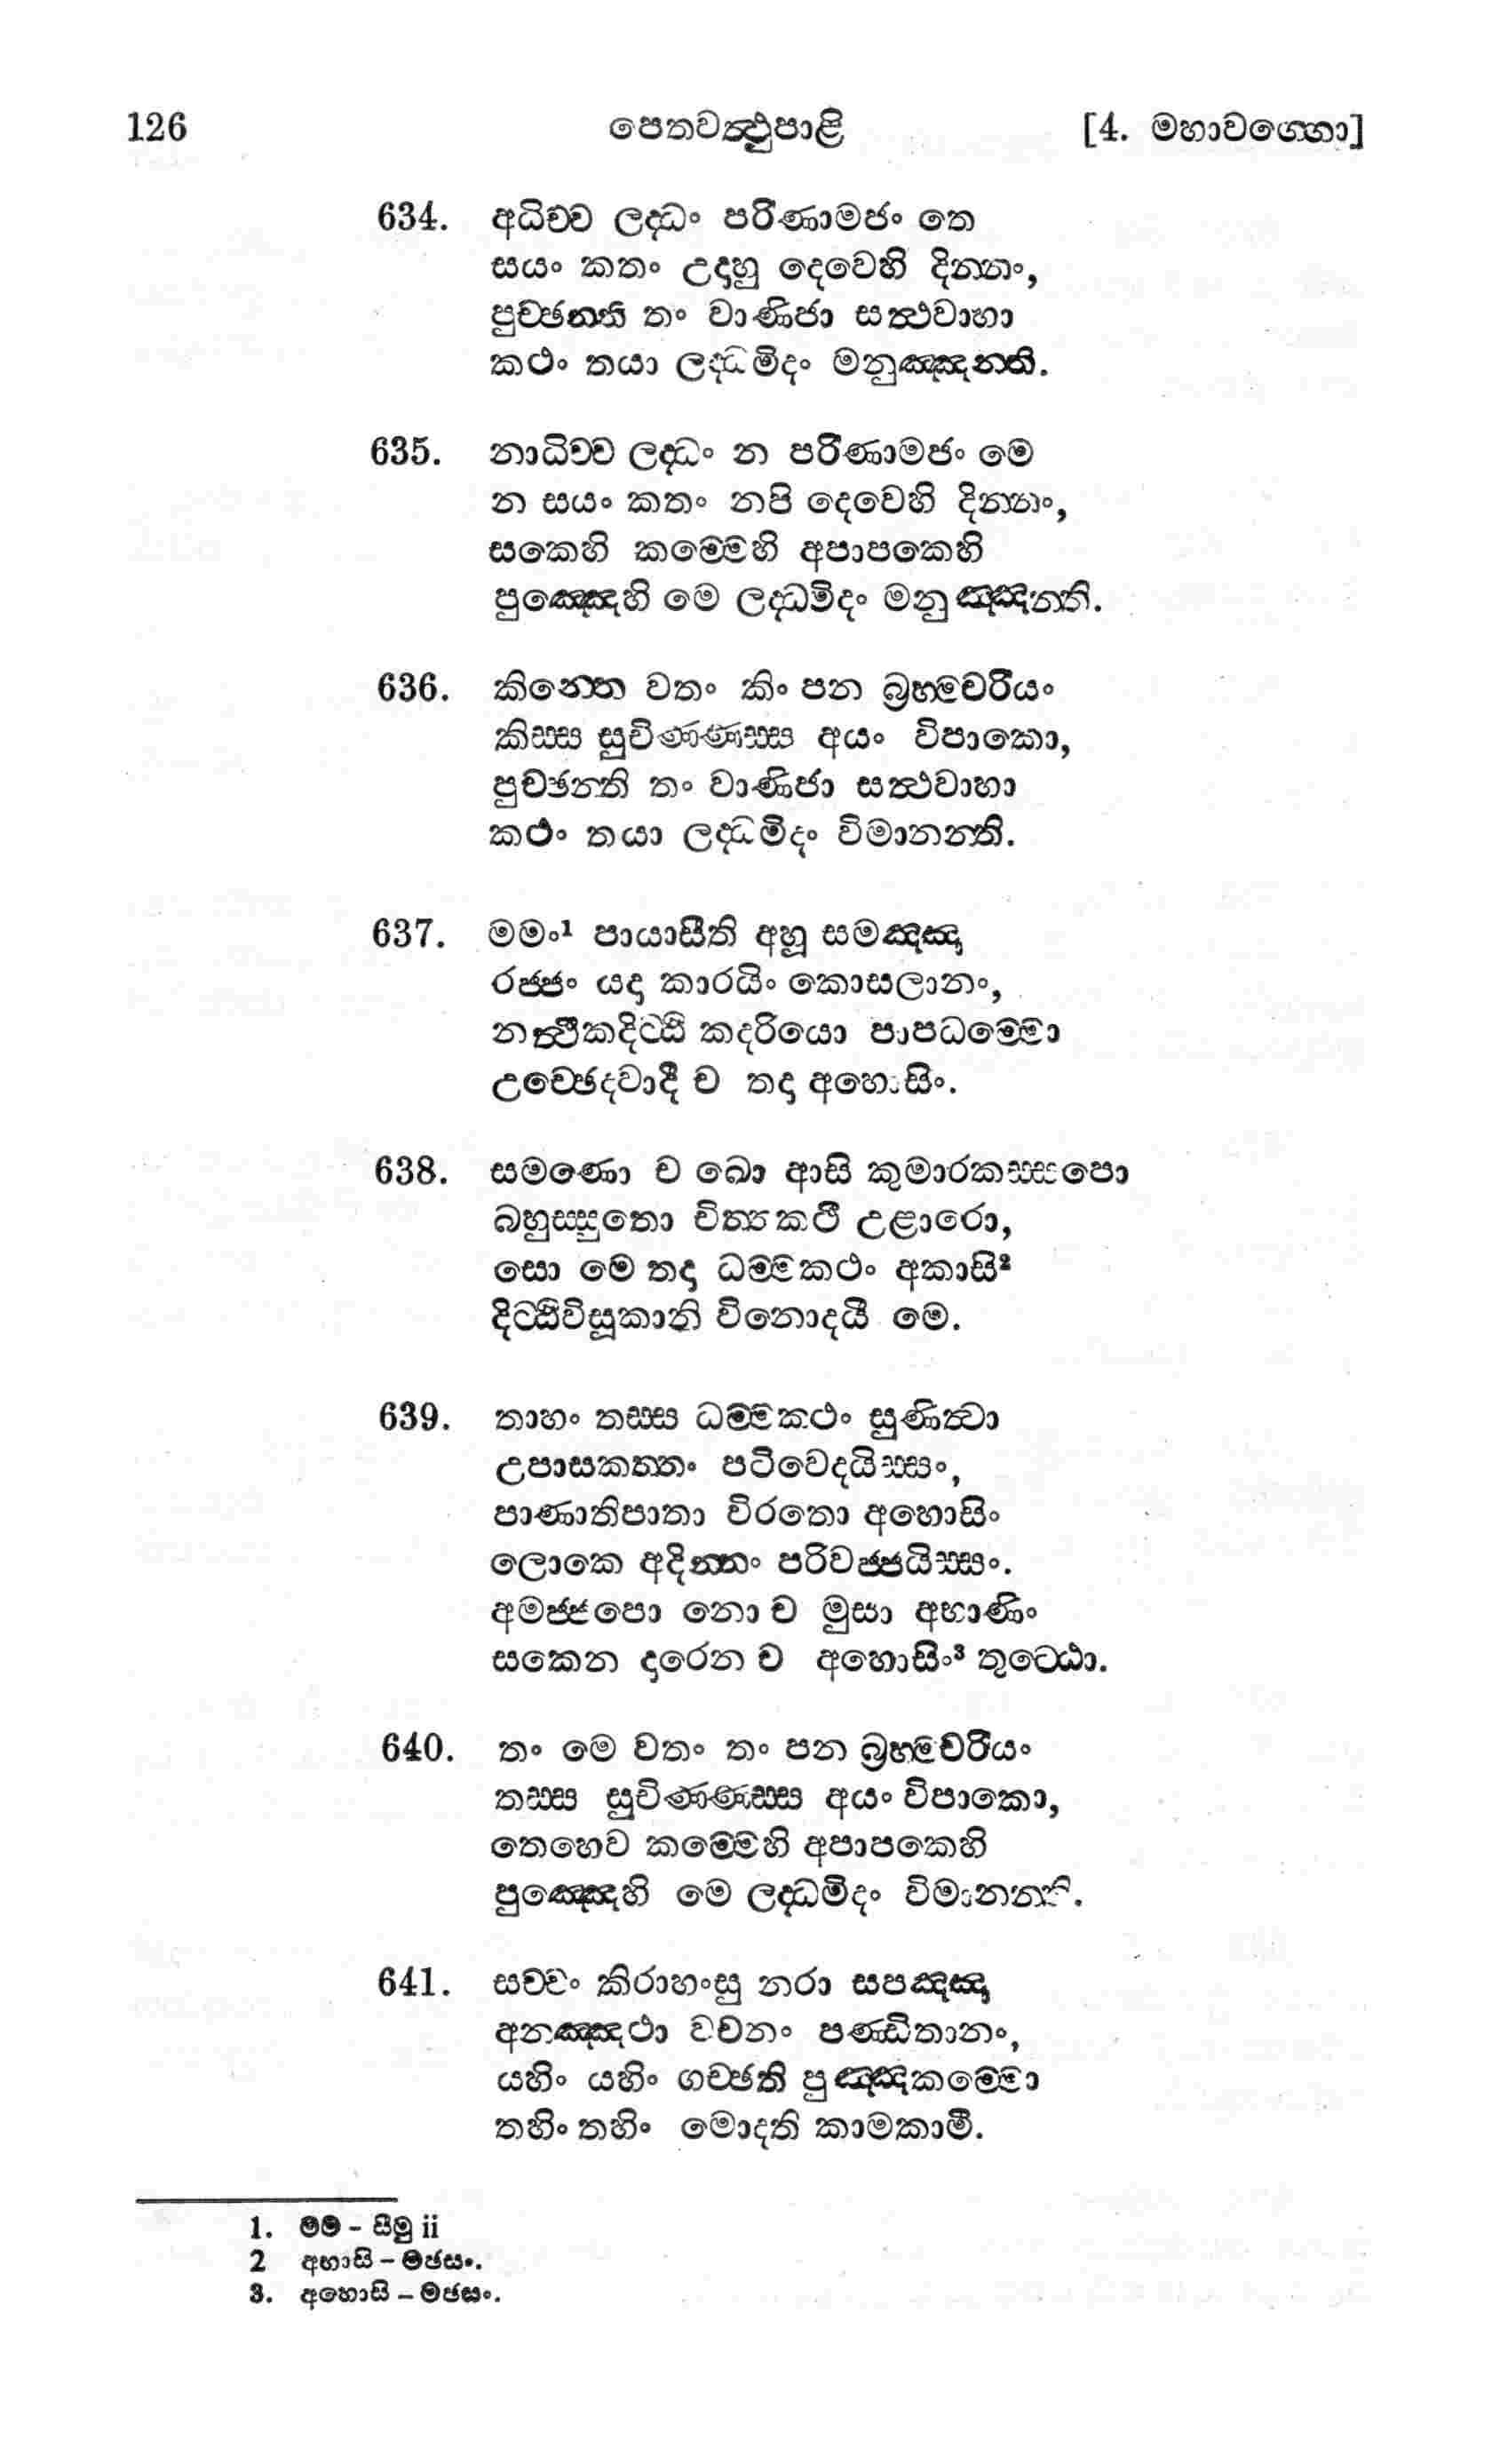 126 පෙතවත්‍ථුපාළි [4. මහාවග්ගො]
634. අධිච්ච ලද්ධං පරිණාමජං තෙ
සයං කතං උදාහු දෙවෙහි දින්නං,
පුච්ඡන්ති තං වාණිජා සත්‍ථවාහා
කථං තයා ලද්ධමිදං මනුඤ්ඤන්ති.
635. නාධිච්ච ලද්ධං න පරිණාමජං මෙ
න සයං කතං නපි දෙවෙහි දින්නං,
සකෙහි කම්මෙහි අපාපකෙහි
පුඤ්ඤෙහි මෙ ලද්ධමිදං මනුඤ්ඤන්ති.
636. කින්තෙ වතං කිං පන බ්‍රහ්මචරියං
කිස්ස සුචිණ්ණස්ස අයං විපාකො,
පුච්ඡන්ති තං වාණිජා සත්‍ථවාහා
කථං තයා ලද්ධමිදං විමානන්ති.
637. මමං¹ පායාසීති අහූ සමඤ්ඤා
රජ්ජං යදා කාරයිං කොසලානං,
නත්‍ථිකදිට්ඨි කදරියො පාපධම්මො
උච්ඡෙදවාදී ච තදා අහොසිං.
638. සමණො ච ඛො ආසි කුමාරකස්සපො
බහුස්සුතො චිත්‍රකථී උළාරො,
සො මෙ තදා ධම්මකථං අකාසි²
දිට්ඨිවිසූකානි විනොදයී මෙ.
639. තාහං තස්ස ධම්මකථං සුණිත්‍වා
උපාසකත්තං පටිවෙදයිස්සං,
පාණාතිපාතා විරතො අහොසිං
ලොකෙ අදින්නං පරිවජ්ජයිස්සං.
අමජ්ජපො නො ච මුසා අභාණිං
සකෙන දාරෙන ච අහොසිං³ තුට්ඨො.
640. තං මෙ වතං තං පන බ්‍රහ්මචරියං
තස්ස සුචිණ්ණස්ස අයං විපාකො,
තෙහෙව කම්මෙහි අපාපකෙහි
පුඤ්ඤෙහි මෙ ලද්ධමිදං විමානන්ති.
641. සච්චං කිරාහංසු නරා සපඤ්ඤා
අනඤ්ඤථා වචනං පණ්ඩිතානං,
යහිං යහිං ගච්ඡති පුඤ්ඤකම්මො
තහිං තහිං මොදති කාමකාමී.
1. මම - සීමු ii
2 අභාසි - මජසං.
3. අහොසි - මජසං.